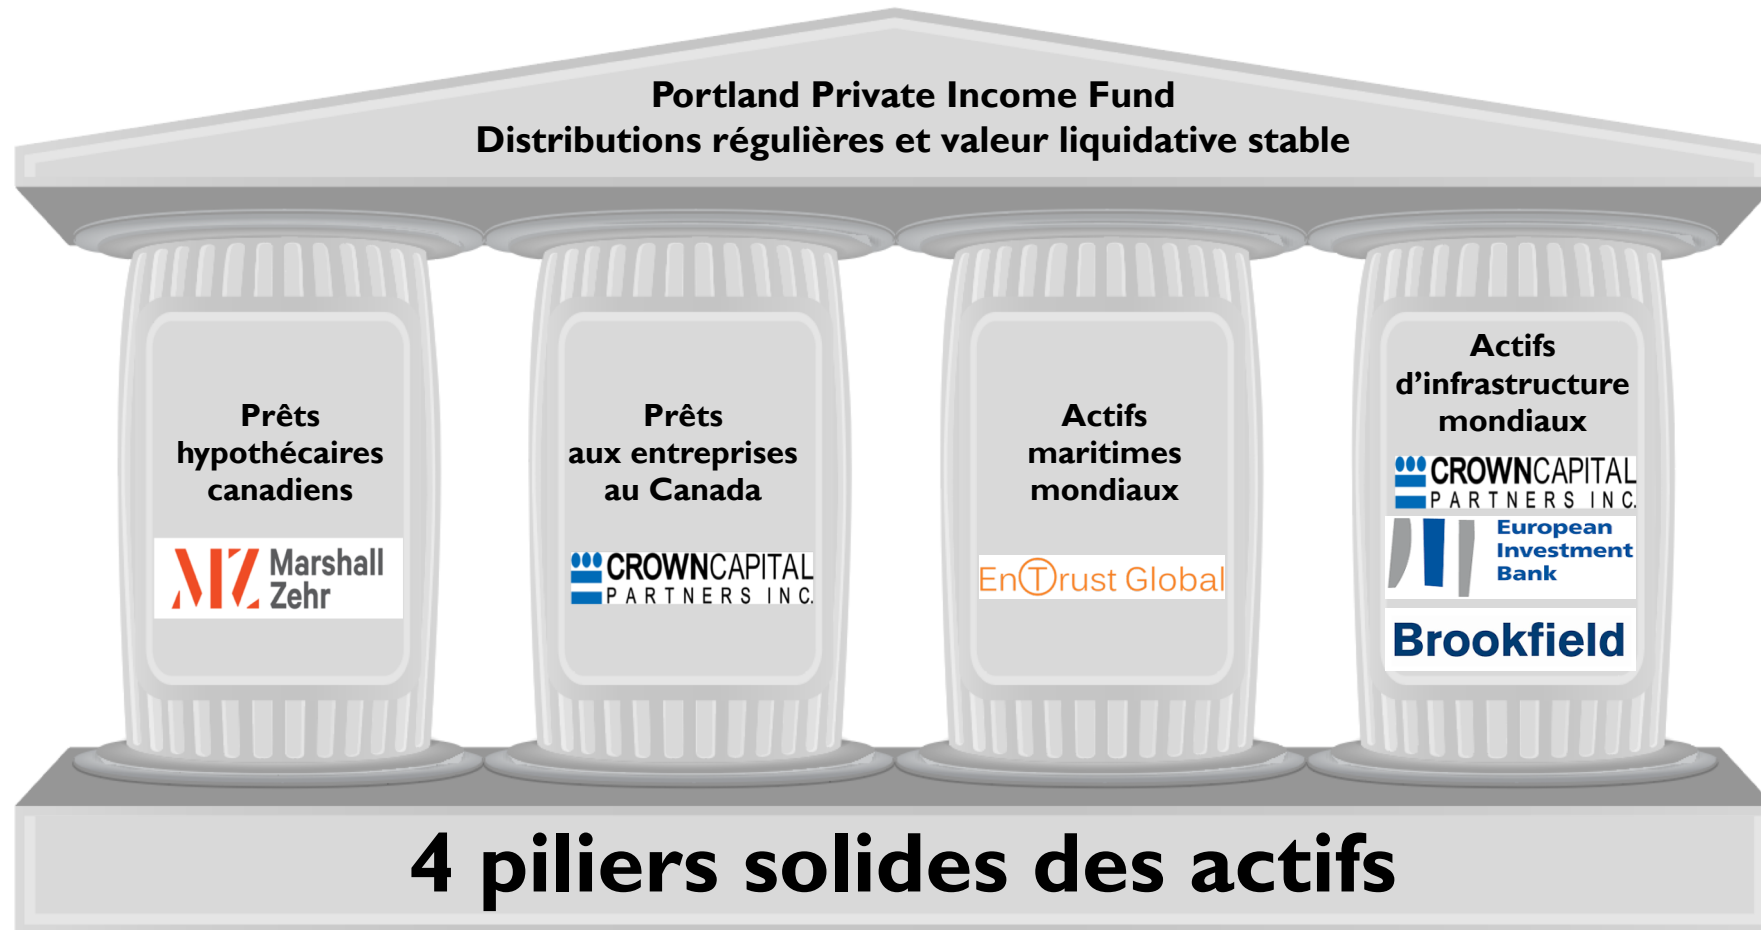 Portland Private Income Fund
Distributions régulières et valeur liquidative stable
Prêts
hypothécaires
canadiens
MZ Marshall
Zehr
Prêts
aux entreprises
au Canada
CROWNCAPITAL
PARTNERS INC.
Actifs
maritimes
mondiaux
EnTrust Global
Actifs
d’infrastructure
mondiaux
CROWNCAPITAL
PARTNERS INC.
European
Investment
Bank
Brookfield
4 piliers solides des actifs